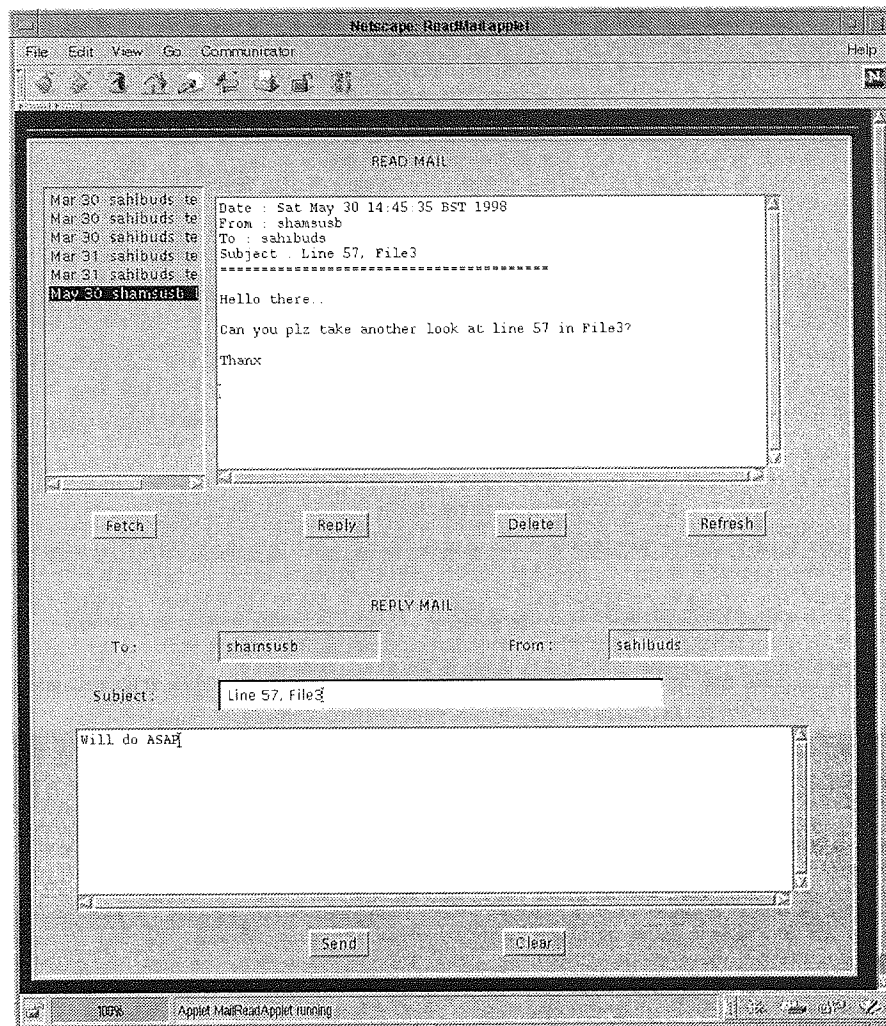 Netscape: ReadMailapplet
File Edit View Go Communicator Help
N
READ MAIL
Mar 30 sahibuds te
Mar 30 sahibuds te
Mar 30 sahibuds te
Mar 31 sahibuds te
Mar 31 sahibuds te
May 30 shamsusb
Date : Sat May 30 14:45:35 BST 1998
From : shamsusb
To : sahibuds
Subject : Line 57, File3
========================================
Hello there..
Can you plz take another look at line 57 in File3?
Thanx
Fetch Reply Delete Refresh
REPLY MAIL
To : shamsusb From : sahibuds
Subject : Line 57, File3
Will do ASAP
Send Clear
100% Applet MailReadApplet running